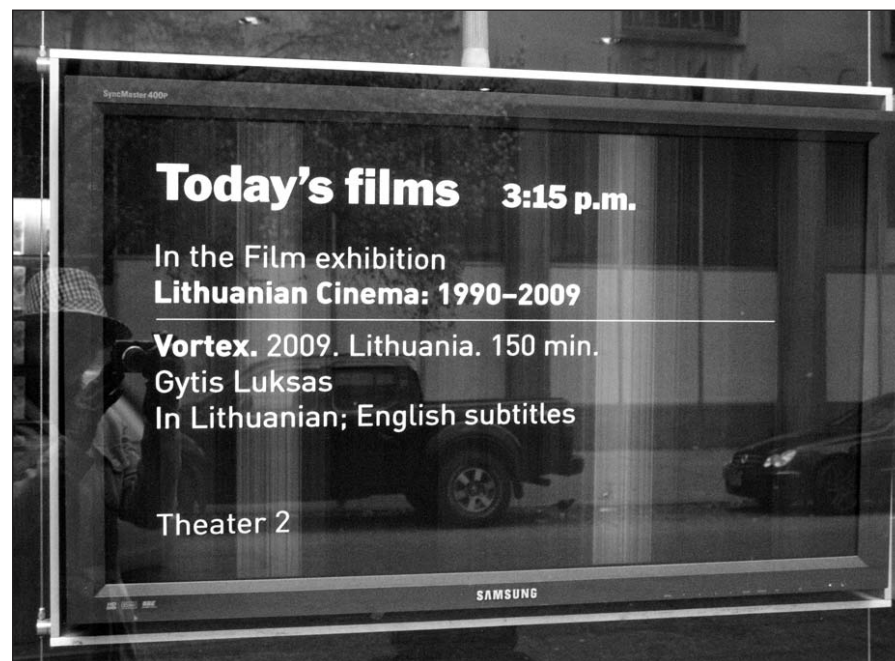 SyncMaster 400P
Today's films 3:15 p.m.
In the Film exhibition
Lithuanian Cinema: 1990–2009
Vortex. 2009. Lithuania. 150 min.
Gytis Luksas
In Lithuanian; English subtitles
Theater 2
SAMSUNG